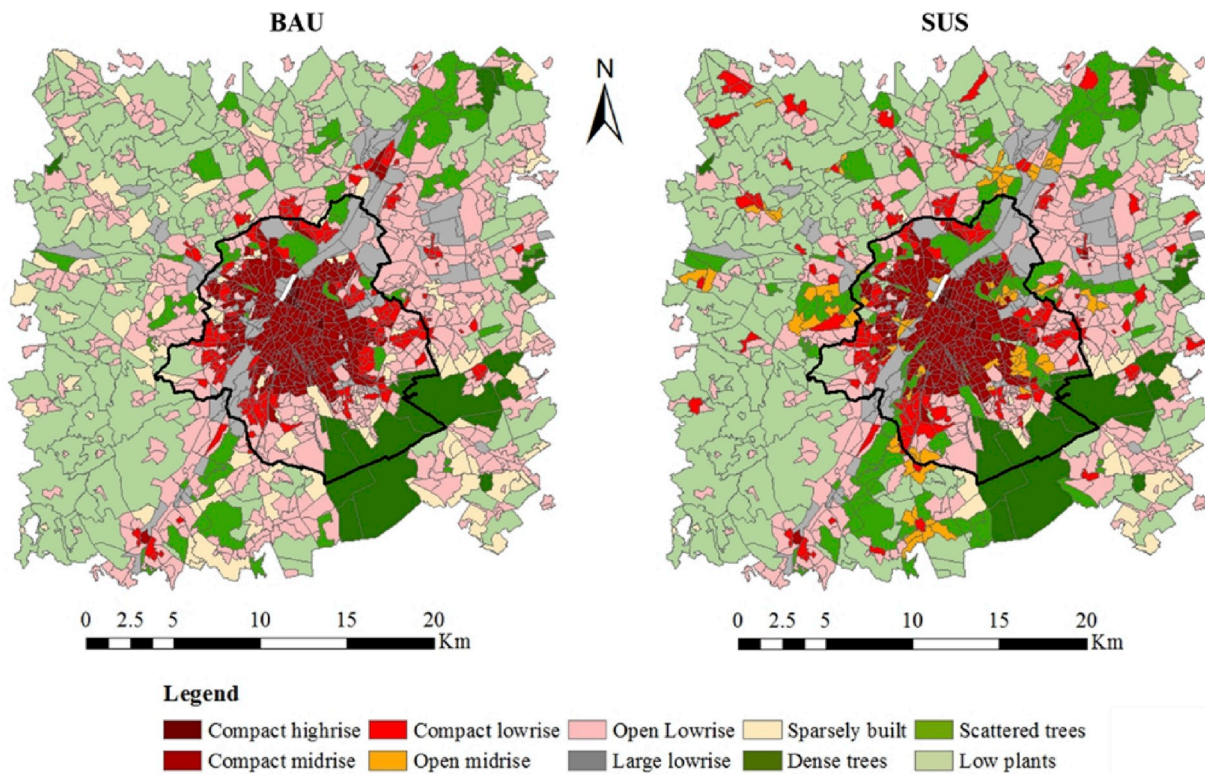 BAU
SUS
N
0 2.5 5 10 15 20
Km
0 2.5 5 10 15 20
Km
Legend
Compact highrise Compact lowrise Open Lowrise Sparsely built Scattered trees
Compact midrise Open midrise Large lowrise Dense trees Low plants